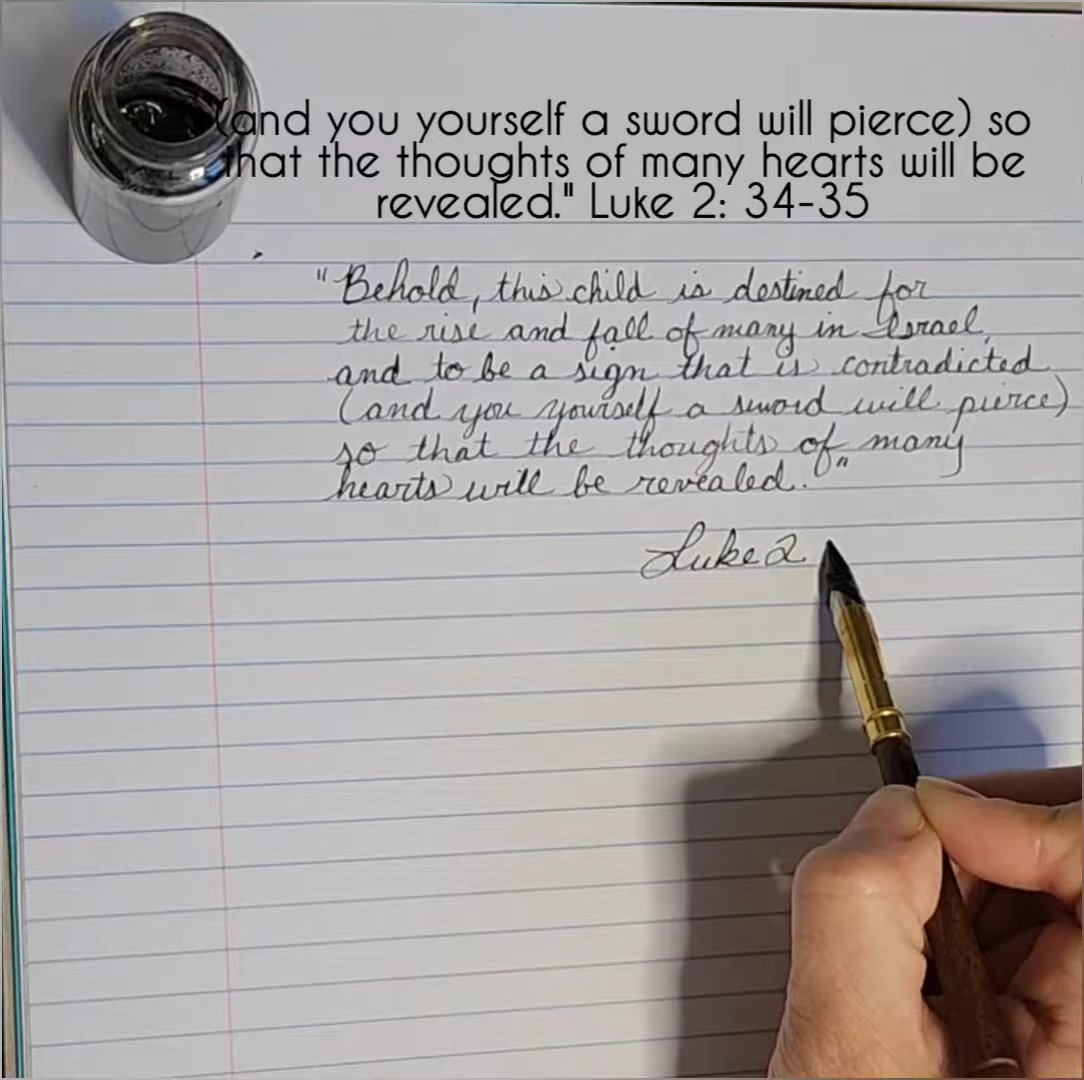 (and you yourself a sword will pierce) so
that the thoughts of many hearts will be
revealed." Luke 2: 34-35
"Behold, this child is destined for
the rise and fall of many in Israel,
and to be a sign that is contradicted
(and you yourself a sword will pierce)
so that the thoughts of many
hearts will be revealed."
Luke 2